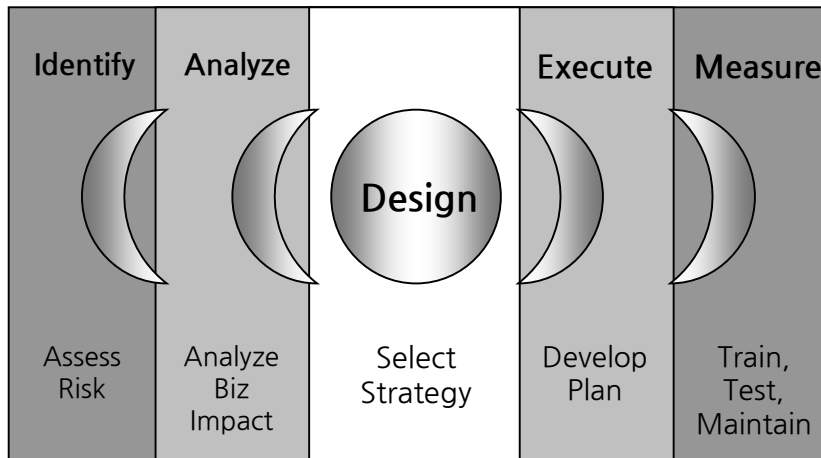 Identify
Analyze
Execute
Measure
Design
Assess
Risk
Analyze
Biz
Impact
Select
Strategy
Develop
Plan
Train,
Test,
Maintain